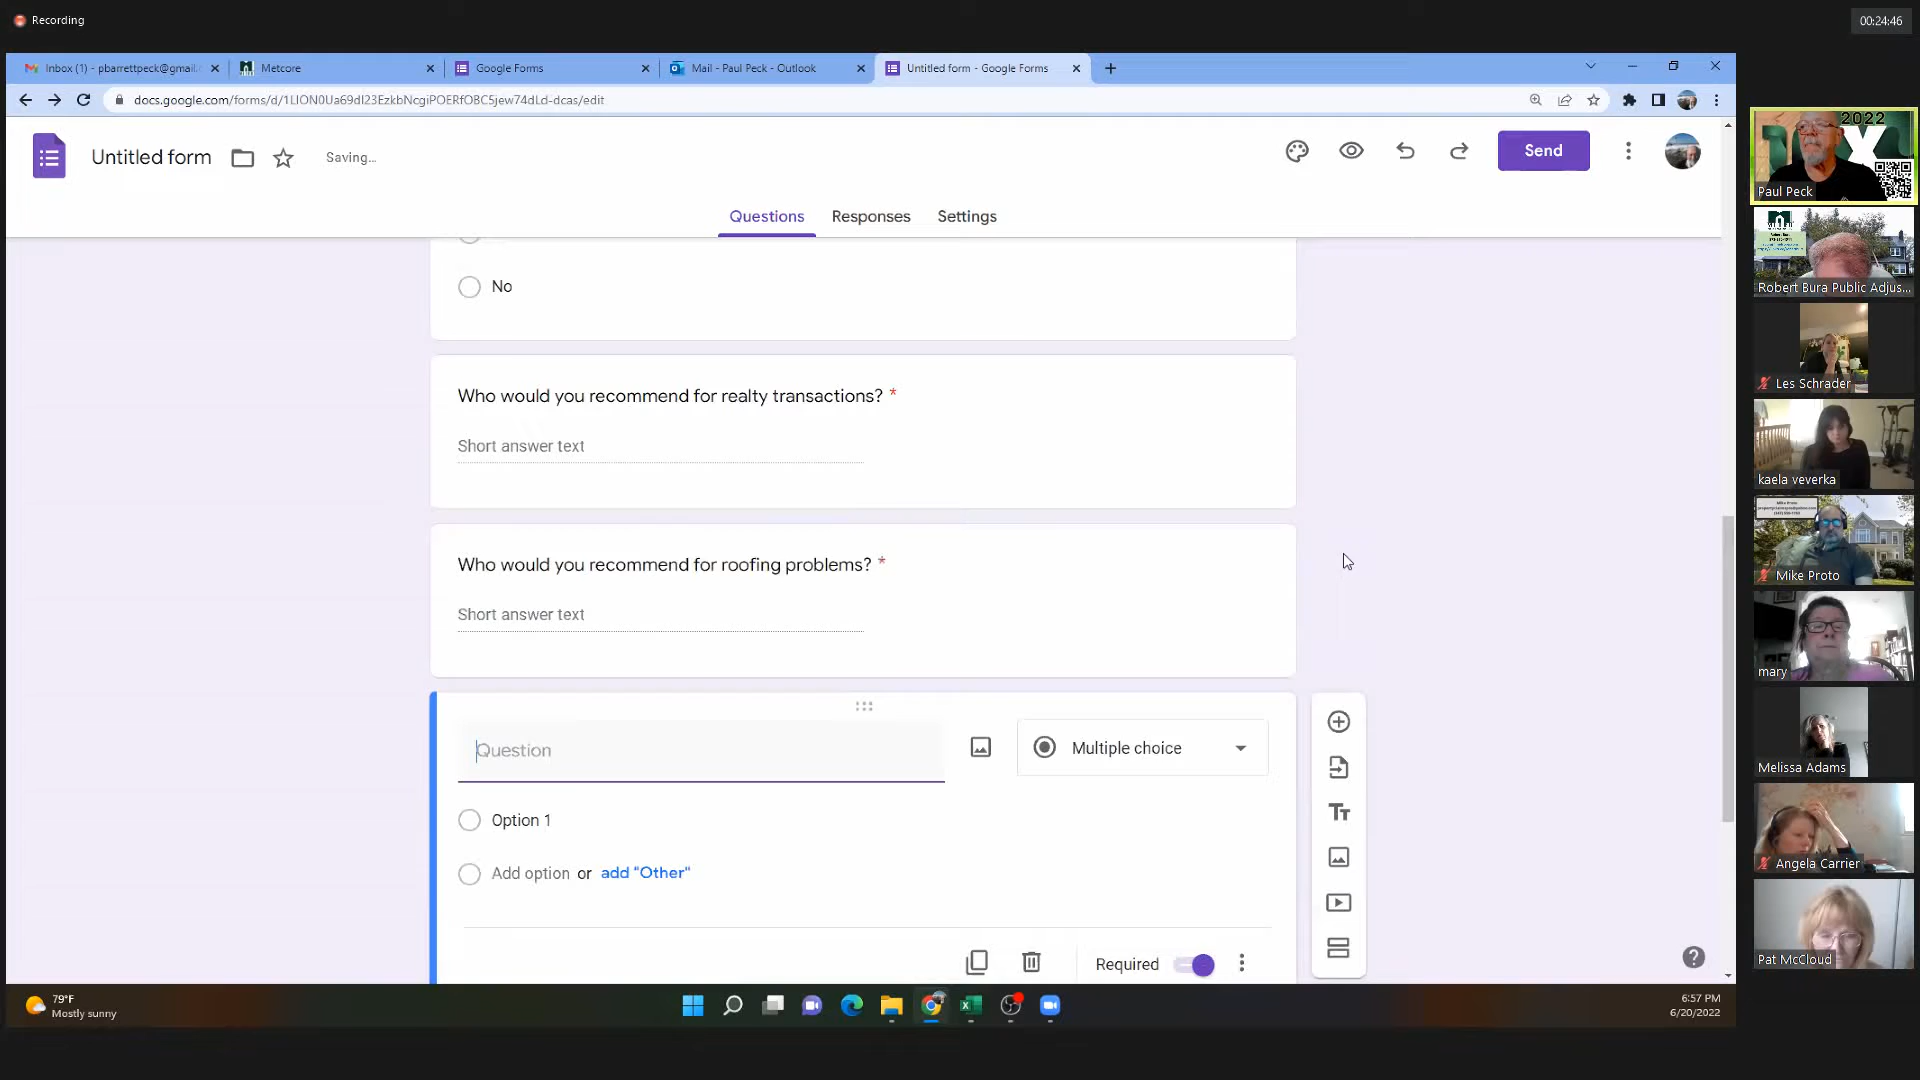 Recording
00:24:46
Inbox (1) - pbarrettpeck@gmail.
Metcore
Google Forms
Mail - Paul Peck - Outlook
Untitled form - Google Forms
docs.google.com/forms/d/1LlON0Ua69dI23EzkbNcgiPOERfOBC5jew74dLd-dcas/edit
Untitled form
Saving...
Send
Questions
Responses
Settings
No
Who would you recommend for realty transactions? *
Short answer text
Who would you recommend for roofing problems? *
Short answer text
Question
Multiple choice
Option 1
Add option or add "Other"
Required
79°F
Mostly sunny
6:57 PM
6/20/2022
2022
Paul Peck
Robert Bura Public Adjus...
Les Schrader
kaela veverka
Mike Proto
Mike Proto
mary
Melissa Adams
Angela Carrier
Pat McCloud